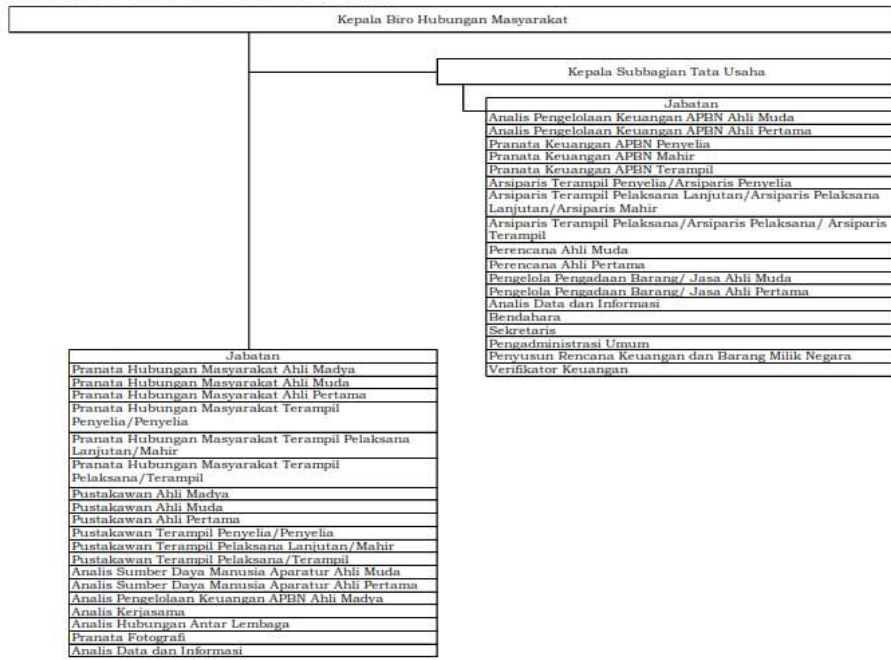 Kepala Biro Hubungan Masyarakat
Kepala Subbagian Tata Usaha
Jabatan
Analis Pengelolaan Keuangan APBN Ahli Muda
Analis Pengelolaan Keuangan APBN Ahli Pertama
Pranata Keuangan APBN Penyelia
Pranata Keuangan APBN Mahir
Pranata Keuangan APBN Terampil
Arsiparis Terampil Penyelia/Arsiparis Penyelia
Arsiparis Terampil Pelaksana Lanjutan/Arsiparis Pelaksana
Lanjutan/Arsiparis Mahir
Arsiparis Terampil Pelaksana/Arsiparis Pelaksana/ Arsiparis
Terampil
Perencana Ahli Muda
Perencana Ahli Pertama
Pengelola Pengadaan Barang/ Jasa Ahli Muda
Pengelola Pengadaan Barang/ Jasa Ahli Pertama
Analis Data dan Informasi
Bendahara
Sekretaris
Pengadministrasi Umum
Penyusun Rencana Keuangan dan Barang Milik Negara
Verifikator Keuangan
Jabatan
Pranata Hubungan Masyarakat Ahli Madya
Pranata Hubungan Masyarakat Ahli Muda
Pranata Hubungan Masyarakat Ahli Pertama
Pranata Hubungan Masyarakat Terampil
Penyelia/Penyelia
Pranata Hubungan Masyarakat Terampil Pelaksana
Lanjutan/Mahir
Pranata Hubungan Masyarakat Terampil
Pelaksana/Terampil
Pustakawan Ahli Madya
Pustakawan Ahli Muda
Pustakawan Ahli Pertama
Pustakawan Terampil Penyelia/Penyelia
Pustakawan Terampil Pelaksana Lanjutan/Mahir
Pustakawan Terampil Pelaksana/Terampil
Analis Sumber Daya Manusia Aparatur Ahli Muda
Analis Sumber Daya Manusia Aparatur Ahli Pertama
Analis Pengelolaan Keuangan APBN Ahli Madya
Analis Kerjasama
Analis Hubungan Antar Lembaga
Pranata Fotografi
Analis Data dan Informasi